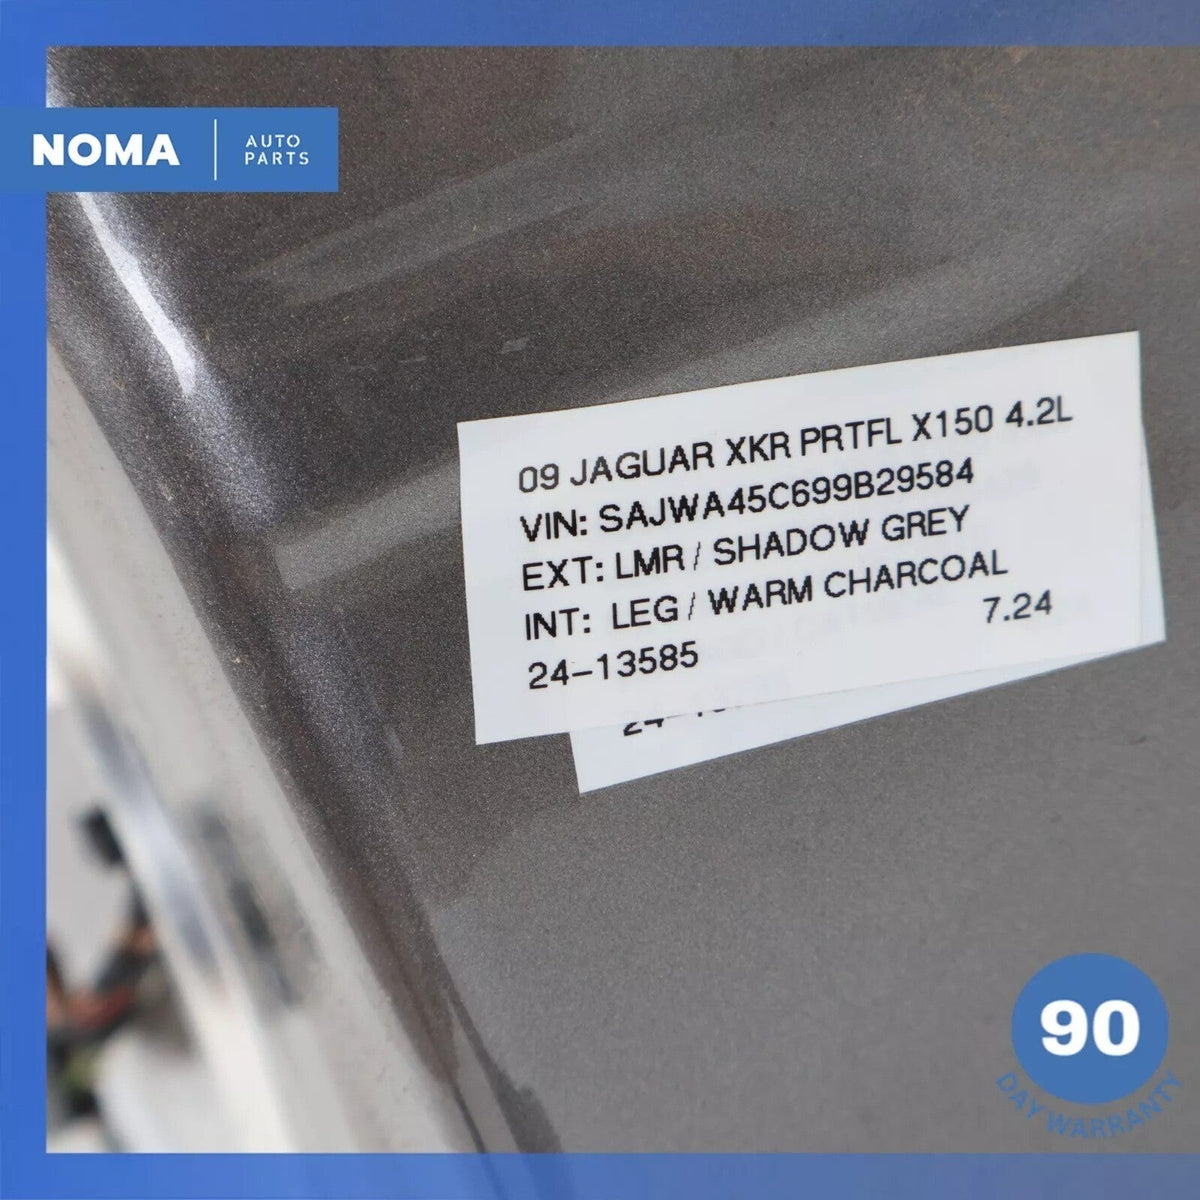 NOMA
AUTO
PARTS
09 JAGUAR XKR PRTFL X150 4.2L
VIN: SAJWA45C699B29584
EXT: LMR / SHADOW GREY
INT: LEG / WARM CHARCOAL
7.24
24-13585
24-
90
DAY WARRANTY